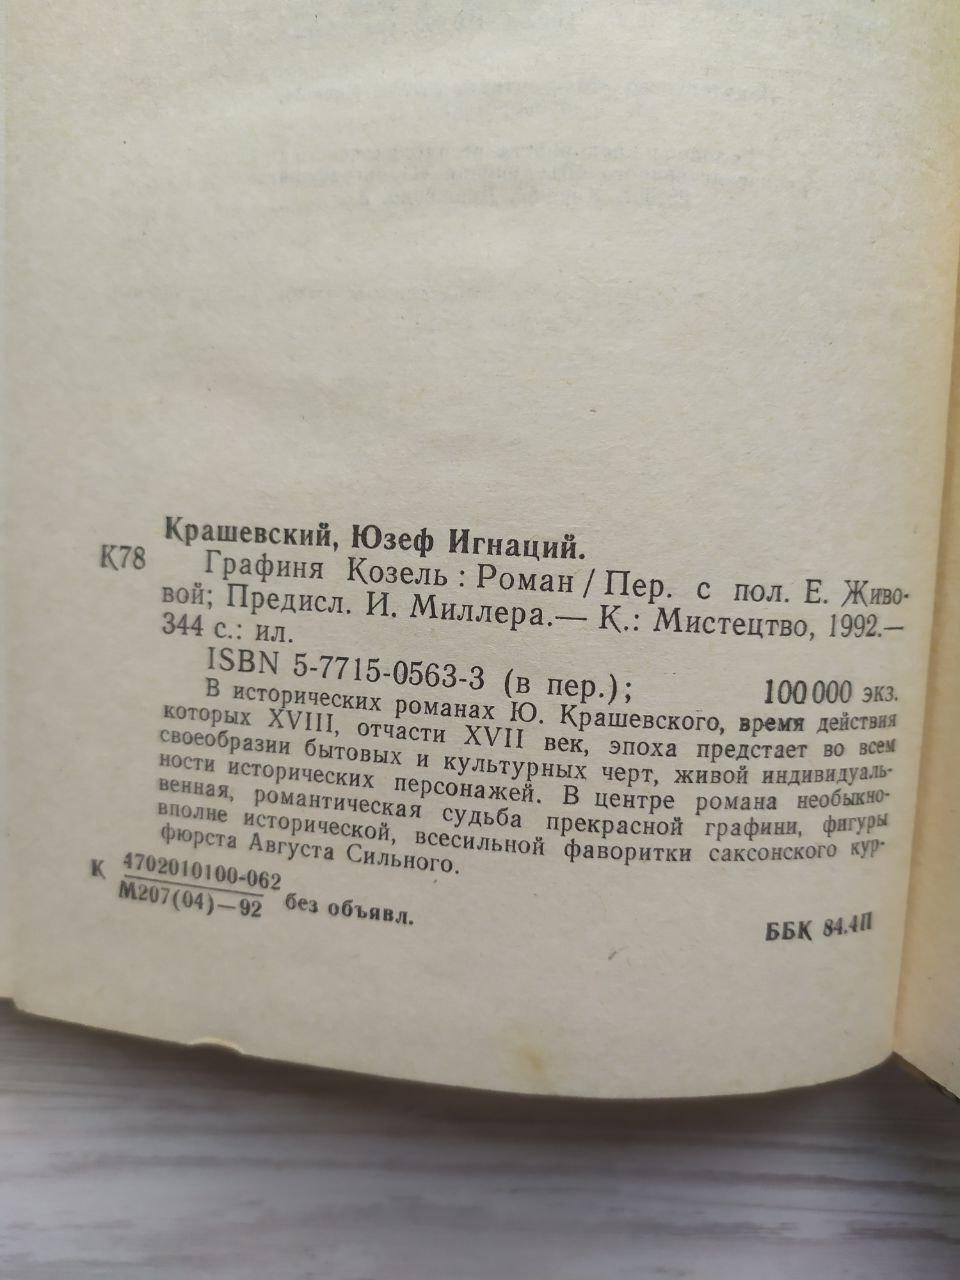 Крашевский, Юзеф Игнаций.
К78
Графиня Козель : Роман / Пер. с пол. Е. Живо-
вой; Предисл. И. Миллера.— К.: Мистецтво, 1992.—
344 с.: ил.
ISBN 5-7715-0563-3 (в пер.); 100 000 экз.
В исторических романах Ю. Крашевского, время действия
которых XVIII, отчасти XVII век, эпоха предстает во всем
своеобразии бытовых и культурных черт, живой индивидуаль-
ности исторических персонажей. В центре романа необыкно-
венная, романтическая судьба прекрасной графини, фигуры
вполне исторической, всесильной фаворитки саксонского кур-
фюрста Августа Сильного.
К 4702010100-062
М207(04)—92 без объявл.
ББК 84.4П